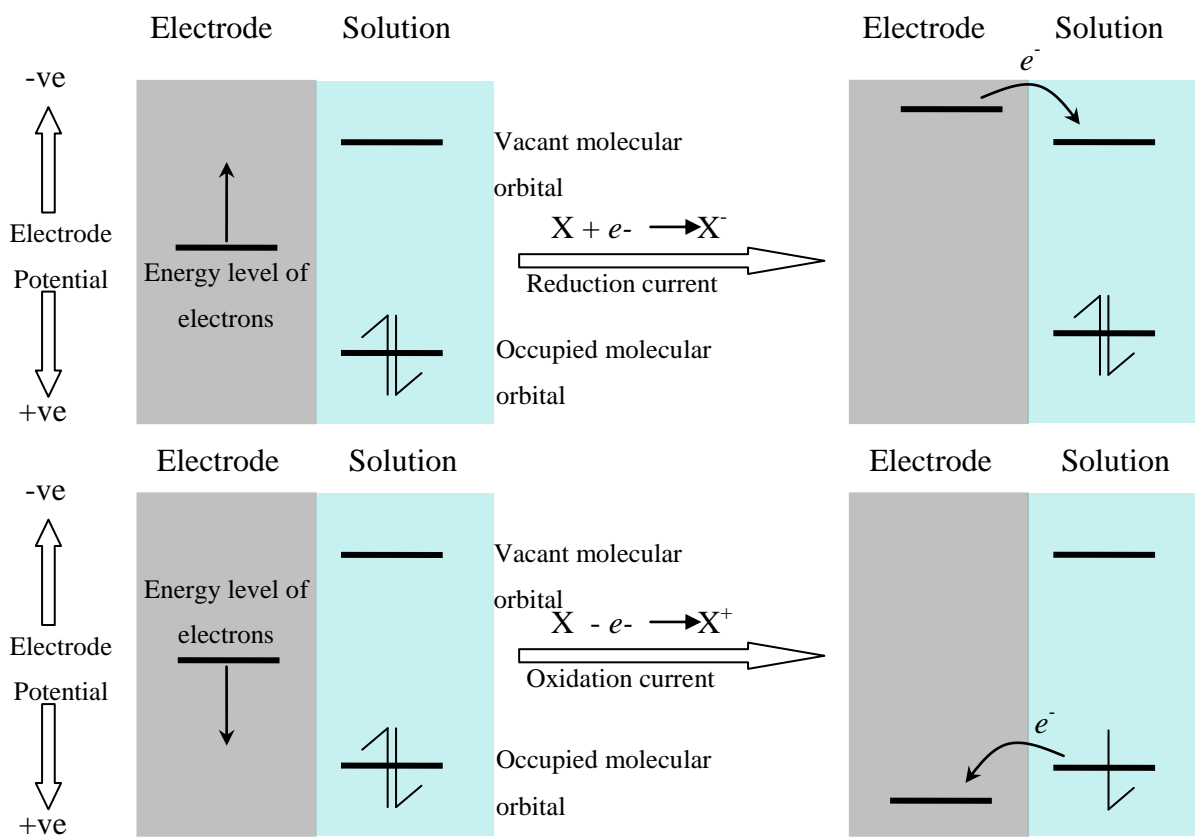 Electrode Solution Electrode Solution
-ve
e-
Vacant molecular
orbital
X + e- → X-
Electrode
Potential
Energy level of
electrons
Reduction current
Occupied molecular
orbital
+ve
Electrode Solution Electrode Solution
-ve
Vacant molecular
orbital
Energy level of
electrons
X - e- → X+
Electrode
Potential
Oxidation current
e-
Occupied molecular
orbital
+ve